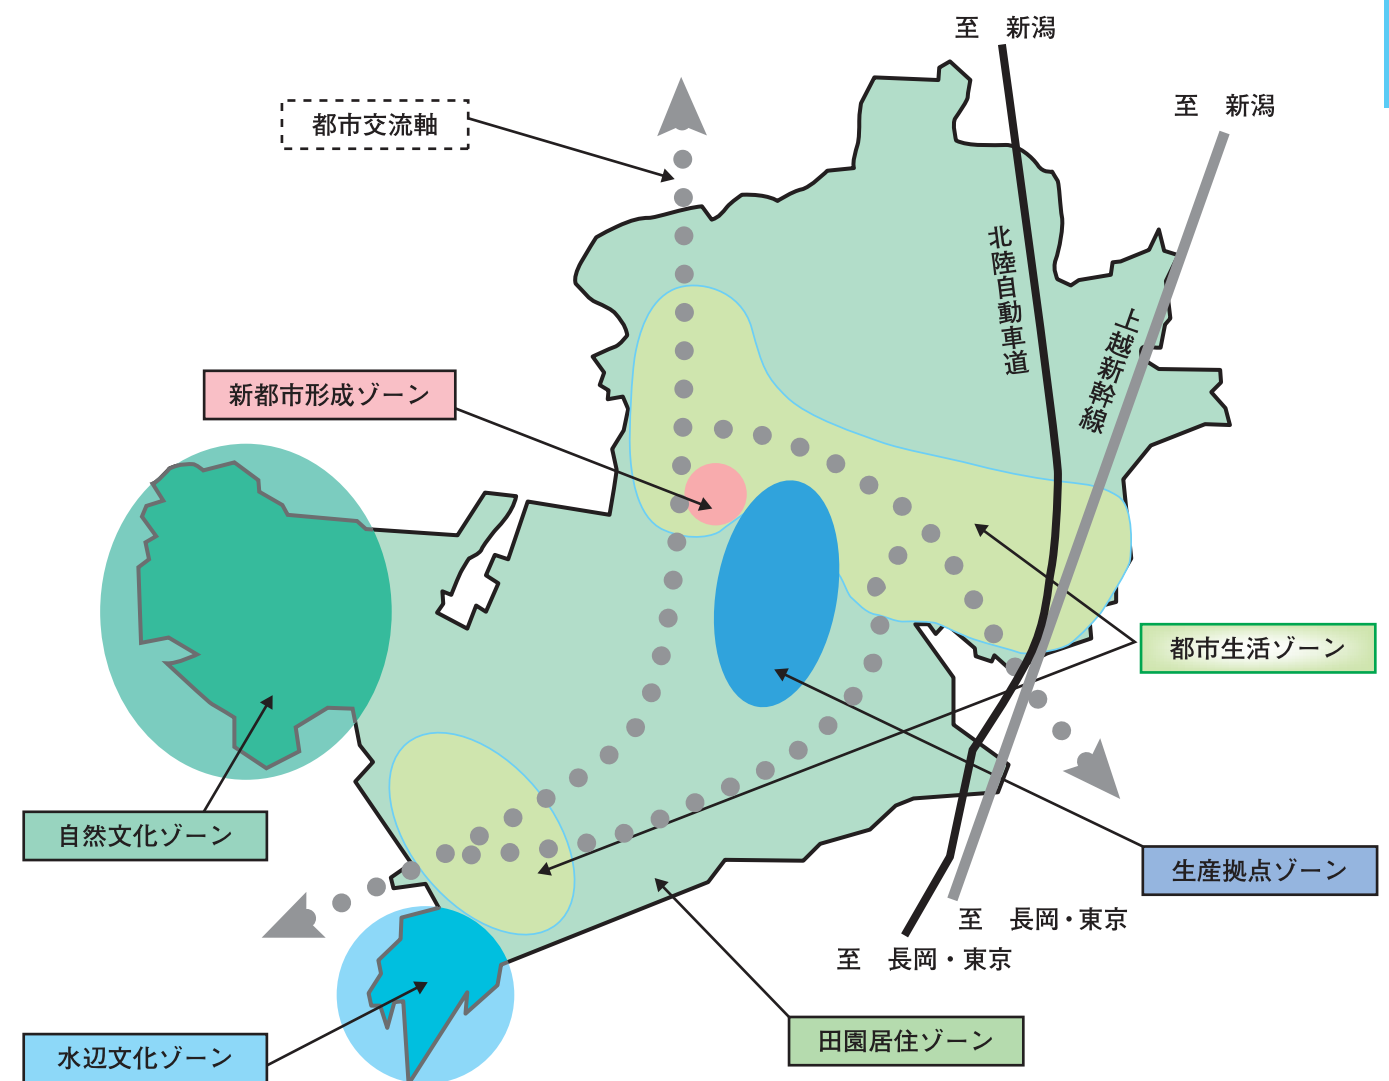 至　新潟
至　新潟
都市交流軸
北陸自動車道
上越新幹線
新都市形成ゾーン
都市生活ゾーン
自然文化ゾーン
生産拠点ゾーン
至　長岡・東京
至　長岡・東京
田園居住ゾーン
水辺文化ゾーン